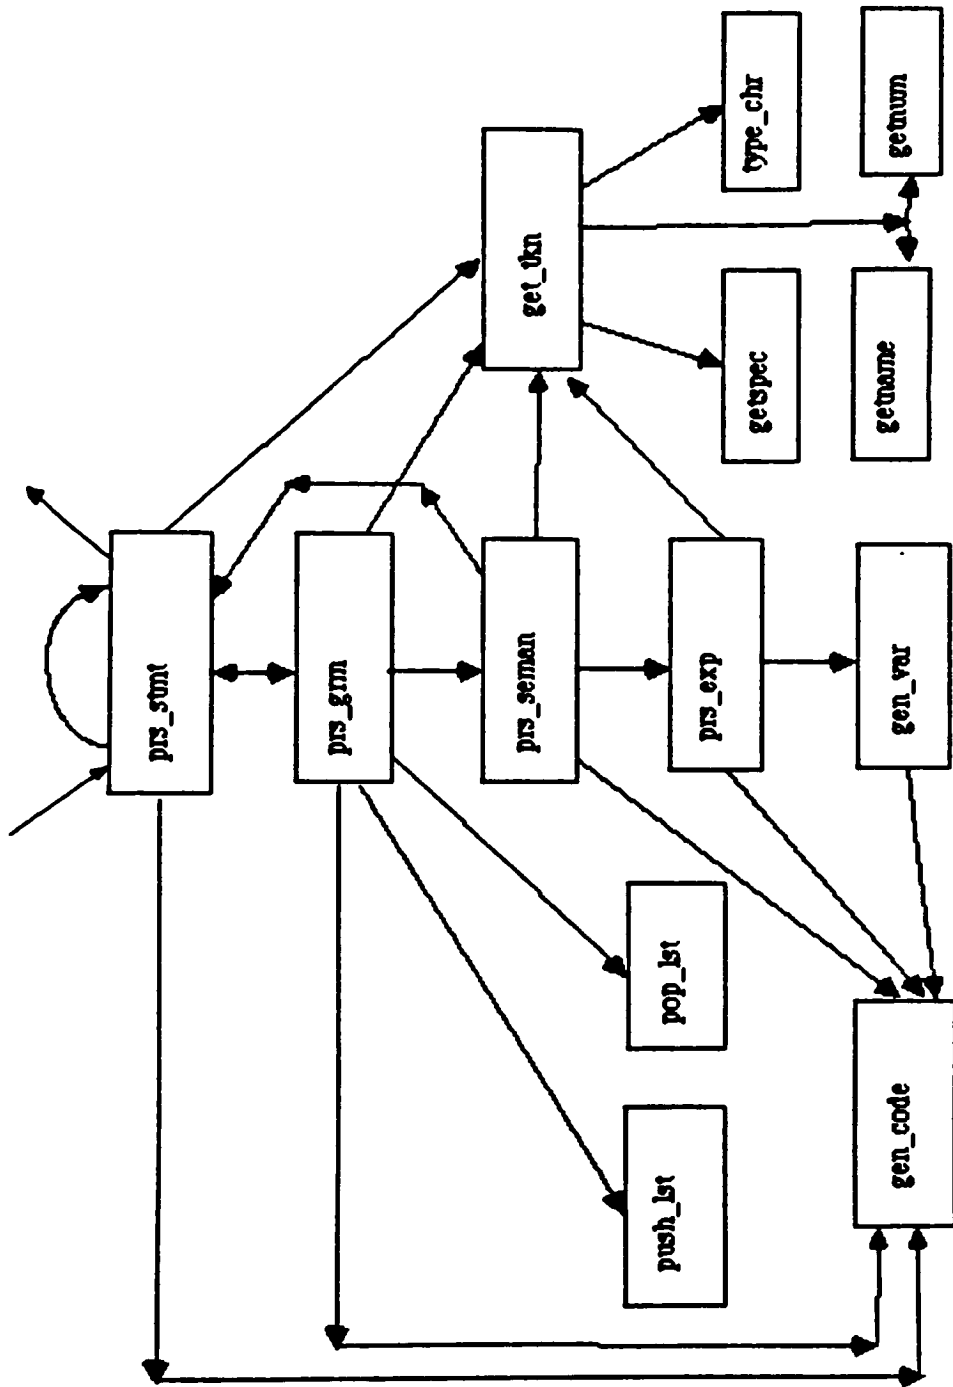 prs_stmt
prs_grm
prs_seman
prs_exp
gen_var
get_tkn
type_chr
getnum
getspec
getname
pop_lst
push_lst
gen_code